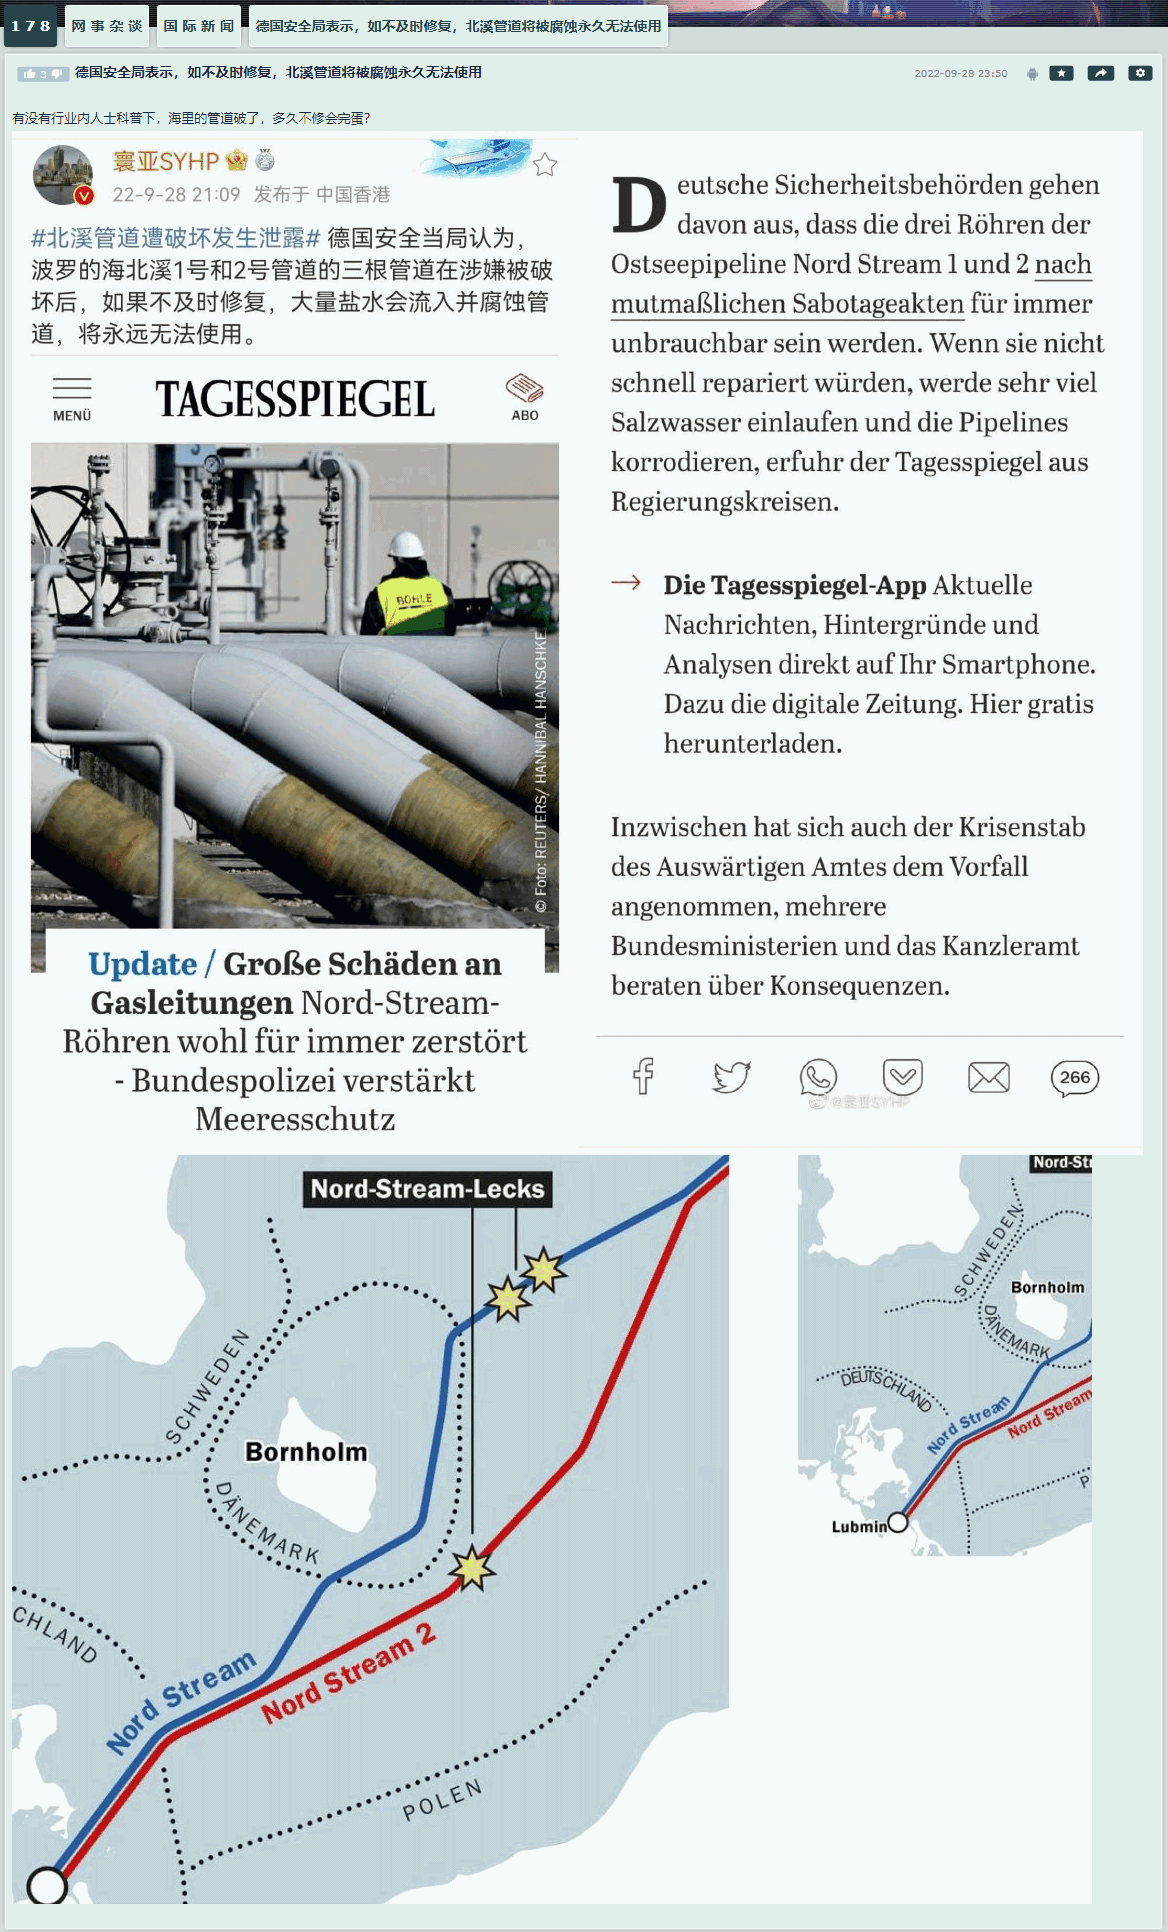 178
网事杂谈
国际新闻
德国安全局表示，如不及时修复，北溪管道将被腐蚀永久无法使用
3
德国安全局表示，如不及时修复，北溪管道将被腐蚀永久无法使用
2022-09-28 23:50
有没有行业内人士科普下，海里的管道破了，多久不修会完蛋?
寰亚SYHP
22-9-28 21:09 发布于 中国香港
#北溪管道遭破坏发生泄露# 德国安全当局认为，
波罗的海北溪1号和2号管道的三根管道在涉嫌被破
坏后，如果不及时修复，大量盐水会流入并腐蚀管
道，将永远无法使用。
MENÜ
TAGESSPIEGEL
ABO
BOHLE
© Foto: REUTERS/ HANNIBAL HANSCHKE
Update / Große Schäden an
Gasleitungen Nord-Stream-
Röhren wohl für immer zerstört
- Bundespolizei verstärkt
Meeresschutz
Deutsche Sicherheitsbehörden gehen
davon aus, dass die drei Röhren der
Ostseepipeline Nord Stream 1 und 2 nach
mutmaßlichen Sabotageakten für immer
unbrauchbar sein werden. Wenn sie nicht
schnell repariert würden, werde sehr viel
Salzwasser einlaufen und die Pipelines
korrodieren, erfuhr der Tagesspiegel aus
Regierungskreisen.
→ Die Tagesspiegel-App Aktuelle
Nachrichten, Hintergründe und
Analysen direkt auf Ihr Smartphone.
Dazu die digitale Zeitung. Hier gratis
herunterladen.
Inzwischen hat sich auch der Krisenstab
des Auswärtigen Amtes dem Vorfall
angenommen, mehrere
Bundesministerien und das Kanzleramt
beraten über Konsequenzen.
266
@寰亚SYHP
Nord-Stream-Lecks
SCHWEDEN
Bornholm
DÄNEMARK
CHLAND
Nord Stream
Nord Stream 2
POLEN
Nord-Str
SCHWEDEN
Bornholm
DÄNEMARK
DEUTSCHLAND
Nord Stream
Nord Stream
P
Lubmin